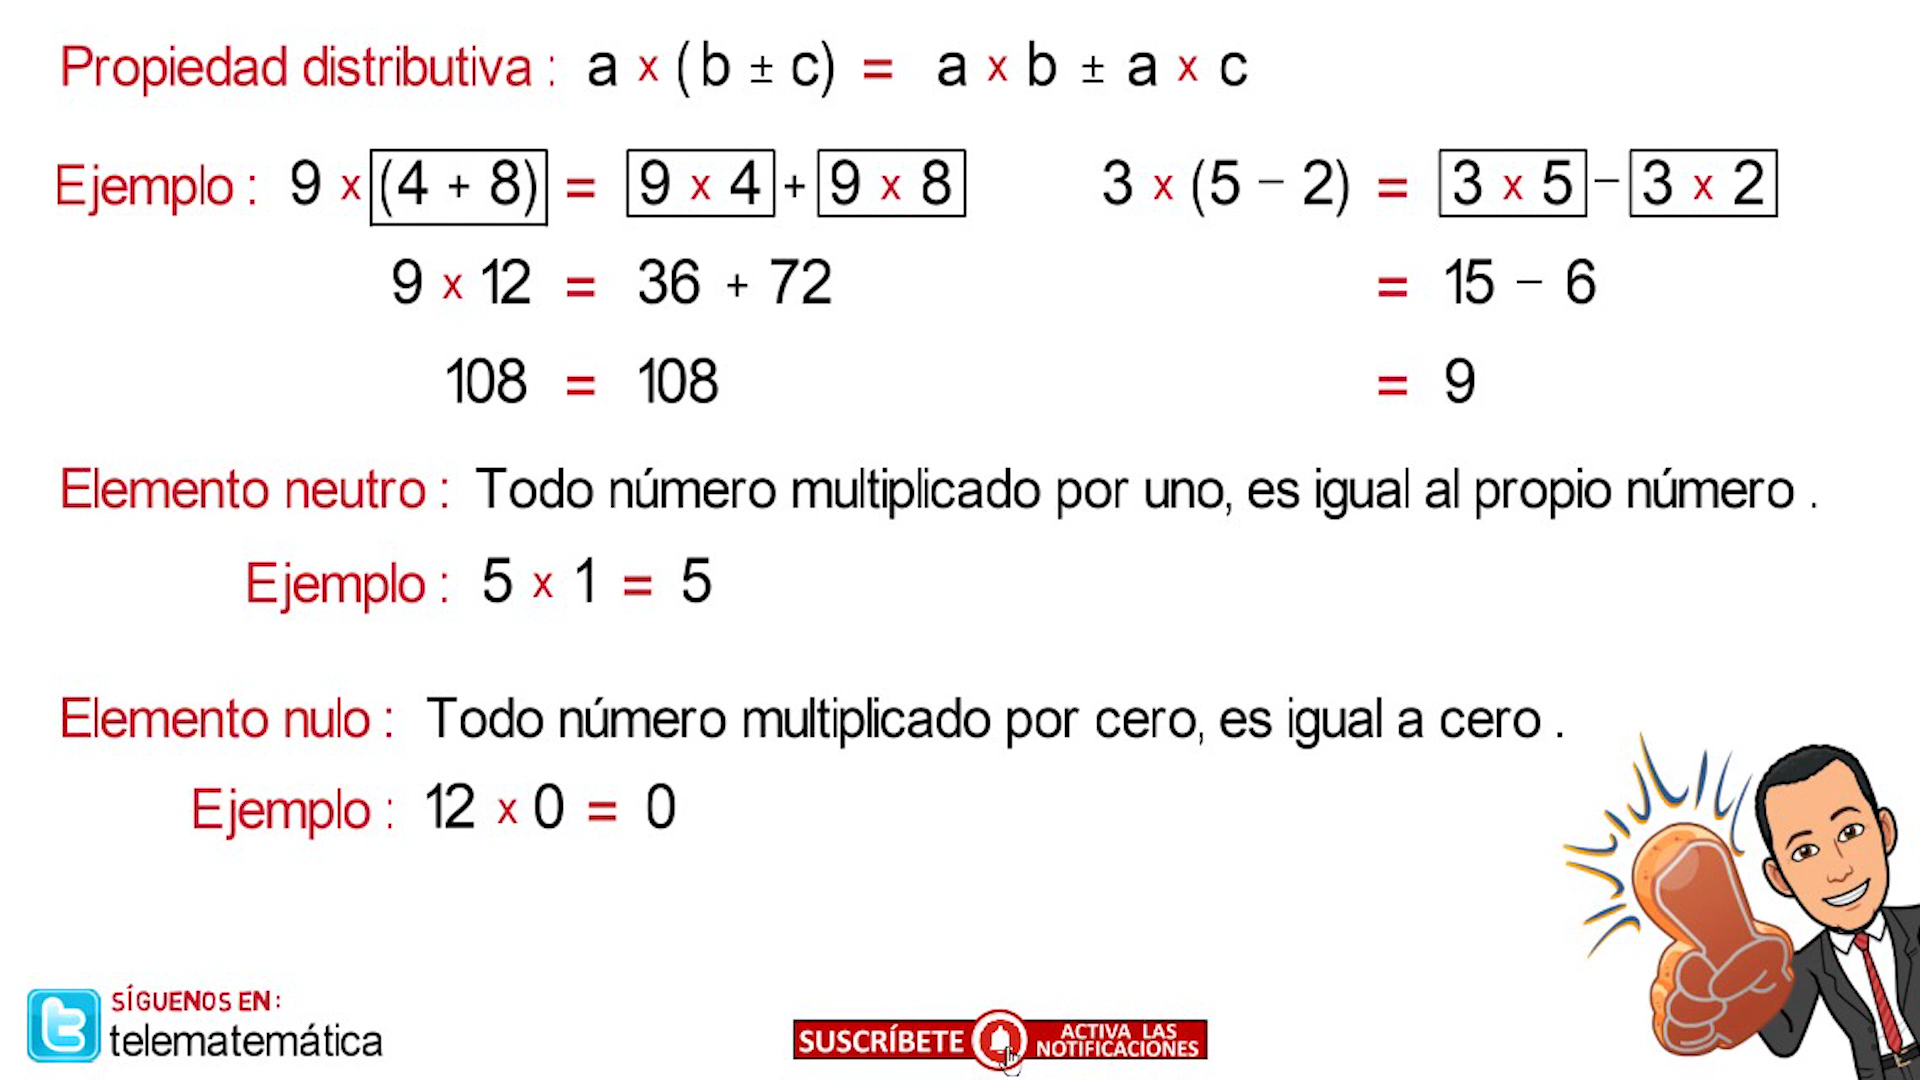 Propiedad distributiva : a x (b ± c) = a x b ± a x c
Ejemplo : 9 x (4 + 8) = 9 x 4 + 9 x 8 3 x (5 − 2) = 3 x 5 − 3 x 2
9 x 12 = 36 + 72 = 15 − 6
108 = 108 = 9
Elemento neutro : Todo número multiplicado por uno, es igual al propio número .
Ejemplo : 5 x 1 = 5
Elemento nulo : Todo número multiplicado por cero, es igual a cero .
Ejemplo : 12 x 0 = 0
SÍGUENOS EN :
telematemática
SUSCRÍBETE
ACTIVA LAS
NOTIFICACIONES